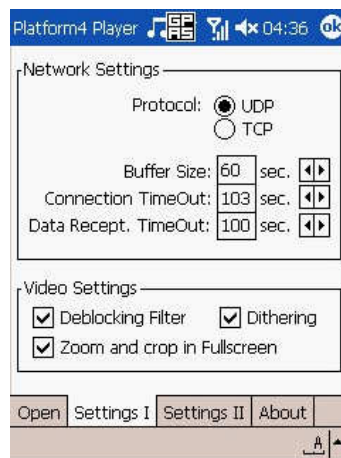 Platform4 Player GPRS 04:36 ok
Network Settings
Protocol: UDP
TCP
Buffer Size: 60 sec.
Connection TimeOut: 103 sec.
Data Recept. TimeOut: 100 sec.
Video Settings
Deblocking Filter Dithering
Zoom and crop in Fullscreen
Open Settings I Settings II About
A